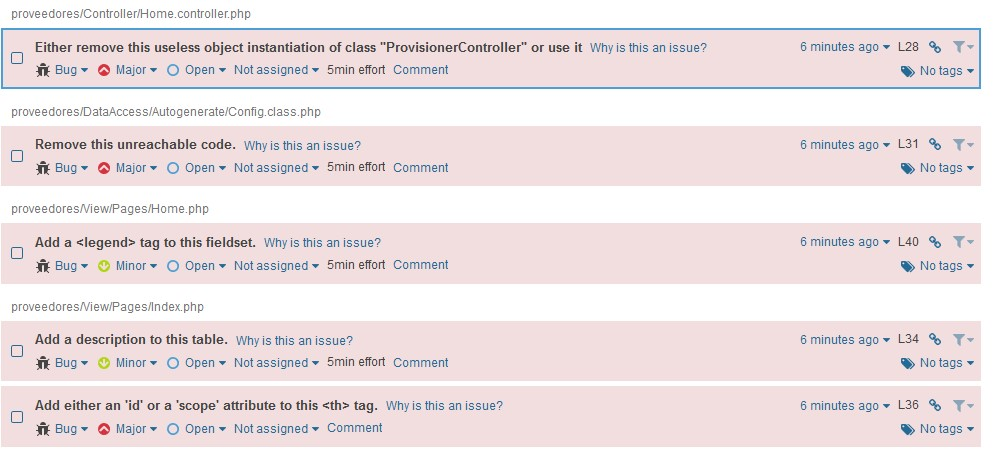 proveedores/Controller/Home.controller.php
Either remove this useless object instantiation of class "ProvisionerController" or use it Why is this an issue? 6 minutes ago L28
Bug Major Open Not assigned 5min effort Comment No tags
proveedores/DataAccess/Autogenerate/Config.class.php
Remove this unreachable code. Why is this an issue? 6 minutes ago L31
Bug Major Open Not assigned 5min effort Comment No tags
proveedores/View/Pages/Home.php
Add a <legend> tag to this fieldset. Why is this an issue? 6 minutes ago L40
Bug Minor Open Not assigned 5min effort Comment No tags
proveedores/View/Pages/Index.php
Add a description to this table. Why is this an issue? 6 minutes ago L34
Bug Minor Open Not assigned 5min effort Comment No tags
Add either an 'id' or a 'scope' attribute to this <th> tag. Why is this an issue? 6 minutes ago L36
Bug Major Open Not assigned Comment No tags